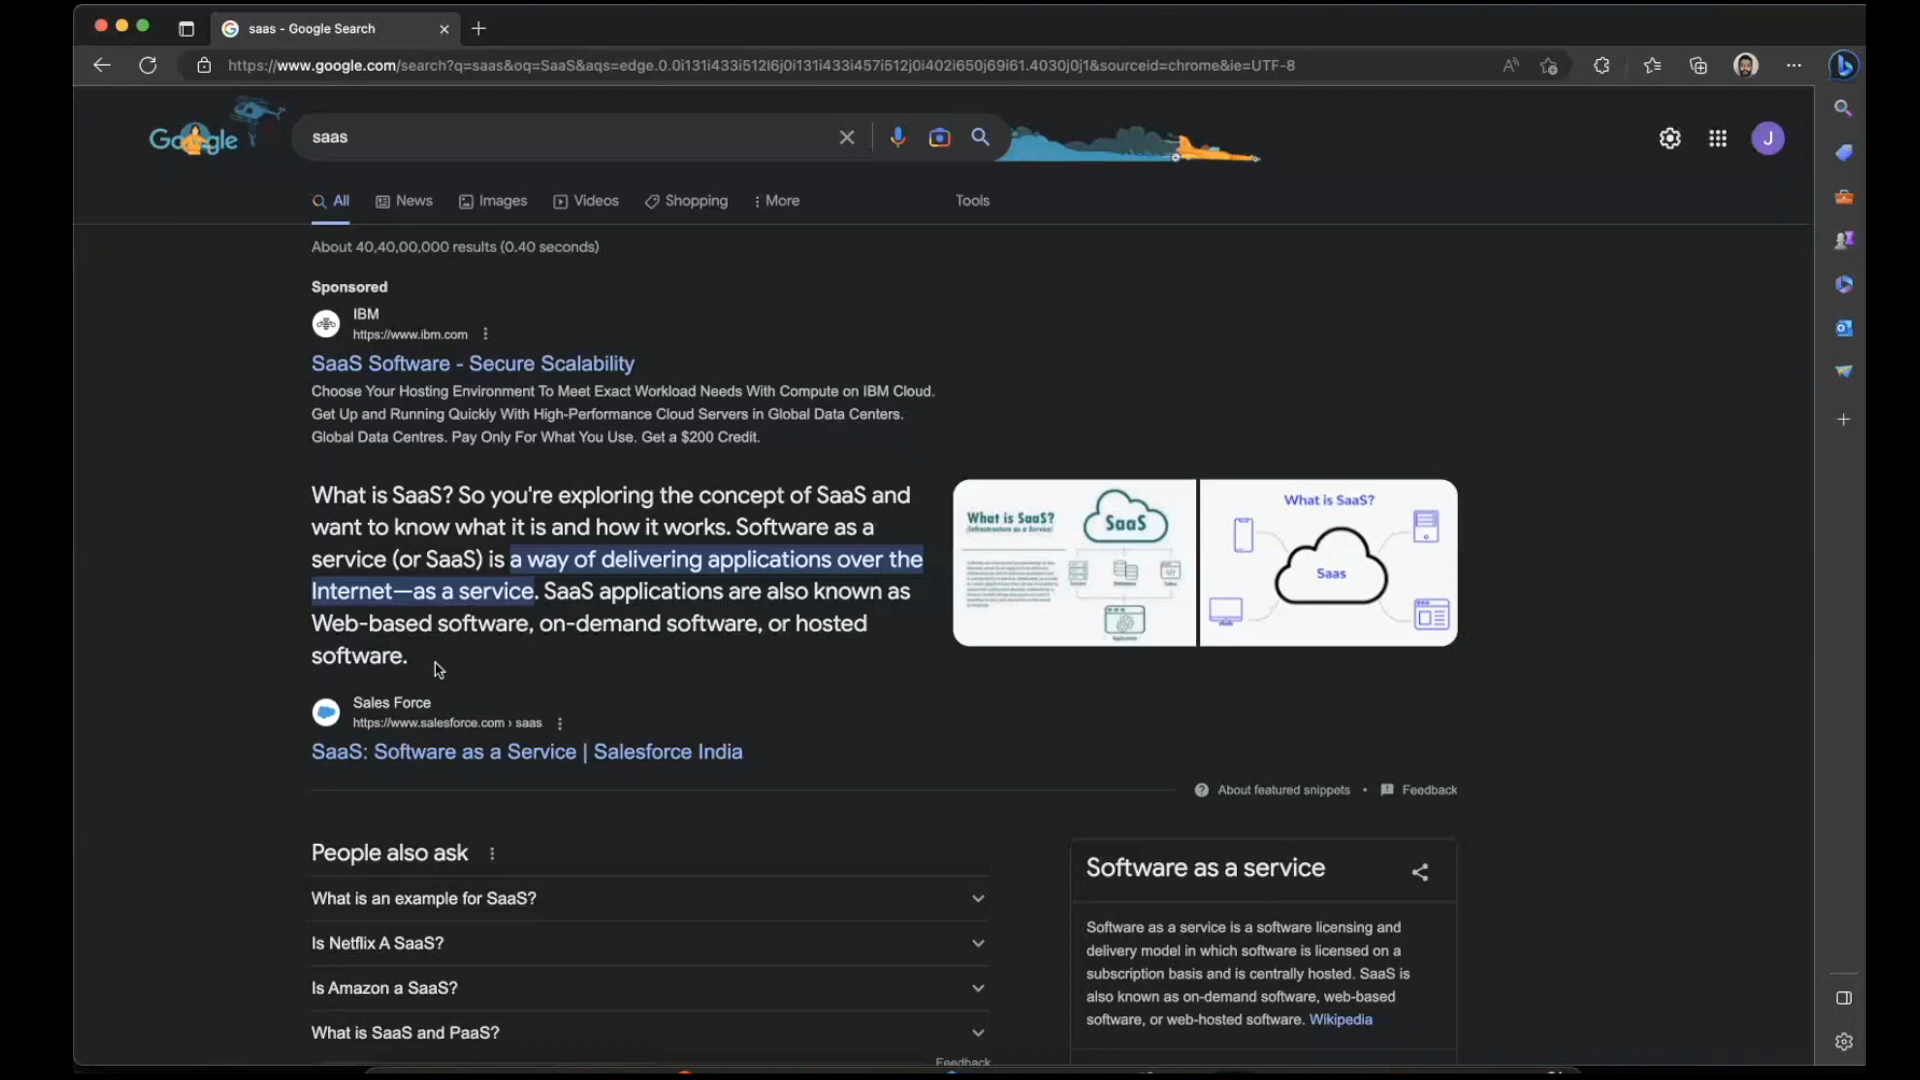 saas - Google Search
https://www.google.com/search?q=saas&oq=SaaS&aqs=edge.0.0i131i433i512l6j0i131i433i457i512j0i402i650j69i61.4030j0j1&sourceid=chrome&ie=UTF-8
Google
saas
J
All
News
Images
Videos
Shopping
More
Tools
About 40,40,00,000 results (0.40 seconds)
Sponsored
IBM
https://www.ibm.com
SaaS Software - Secure Scalability
Choose Your Hosting Environment To Meet Exact Workload Needs With Compute on IBM Cloud.
Get Up and Running Quickly With High-Performance Cloud Servers in Global Data Centers.
Global Data Centres. Pay Only For What You Use. Get a $200 Credit.
What is SaaS? So you're exploring the concept of SaaS and
want to know what it is and how it works. Software as a
service (or SaaS) is a way of delivering applications over the
Internet—as a service. SaaS applications are also known as
Web-based software, on-demand software, or hosted
software.
What is SaaS?
(Infrastructure as a Service)
SaaS
What is SaaS?
Saas
Sales Force
https://www.salesforce.com › saas
SaaS: Software as a Service | Salesforce India
About featured snippets • Feedback
People also ask
What is an example for SaaS?
Is Netflix A SaaS?
Is Amazon a SaaS?
What is SaaS and PaaS?
Feedback
Software as a service
Software as a service is a software licensing and
delivery model in which software is licensed on a
subscription basis and is centrally hosted. SaaS is
also known as on-demand software, web-based
software, or web-hosted software. Wikipedia